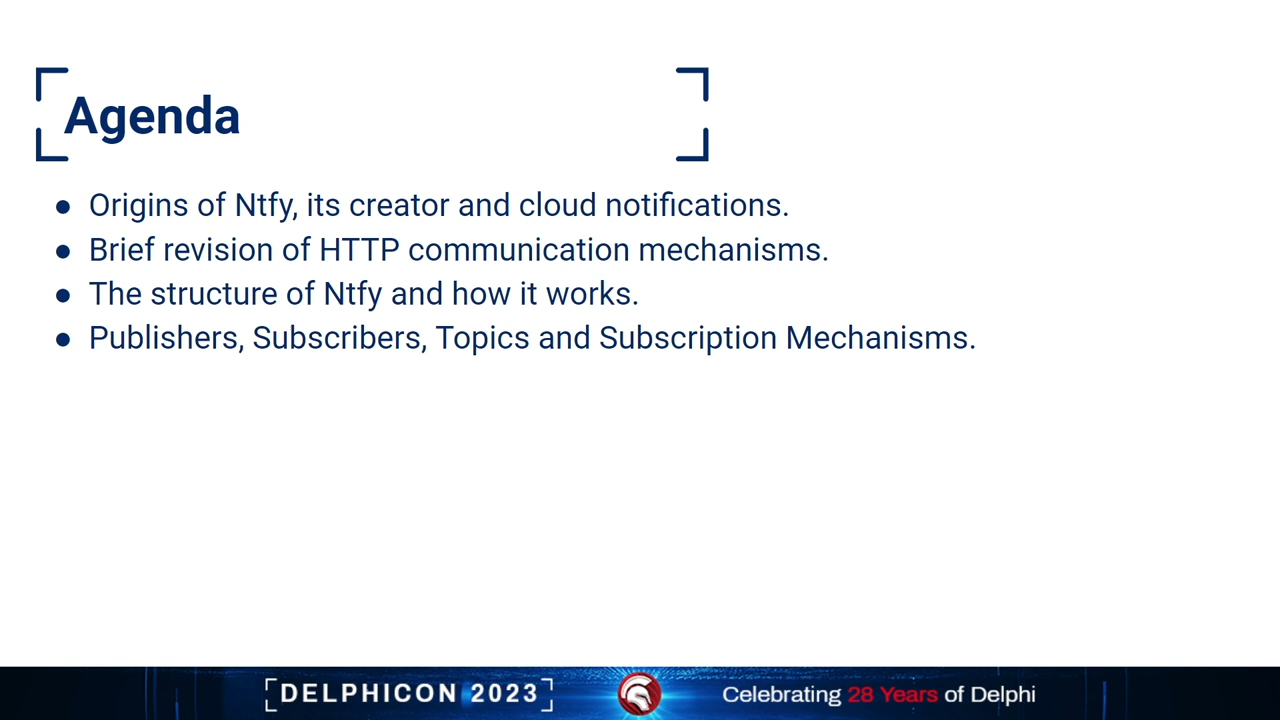 Agenda
● Origins of Ntfy, its creator and cloud notifications.
● Brief revision of HTTP communication mechanisms.
● The structure of Ntfy and how it works.
● Publishers, Subscribers, Topics and Subscription Mechanisms.
DELPHICON 2023
Celebrating 28 Years of Delphi